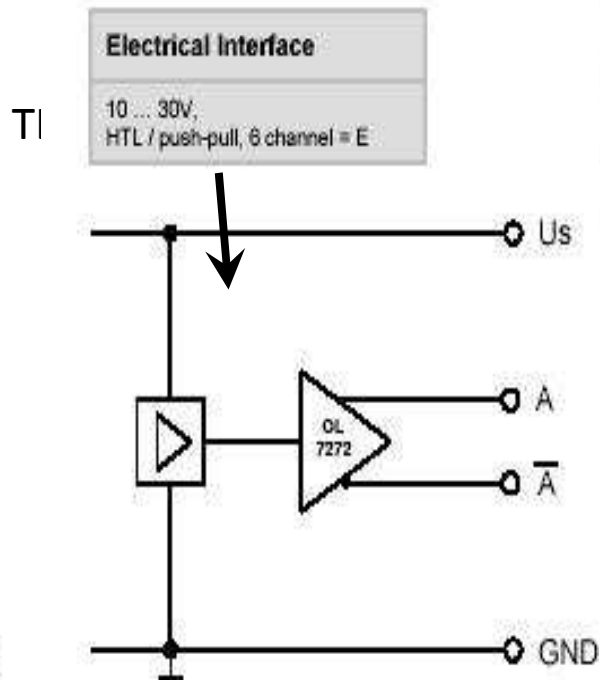 Electrical Interface
10 ... 30V,
HTL / push-pull, 6 channel = E
Us
A
OL
7272
A̅
GND